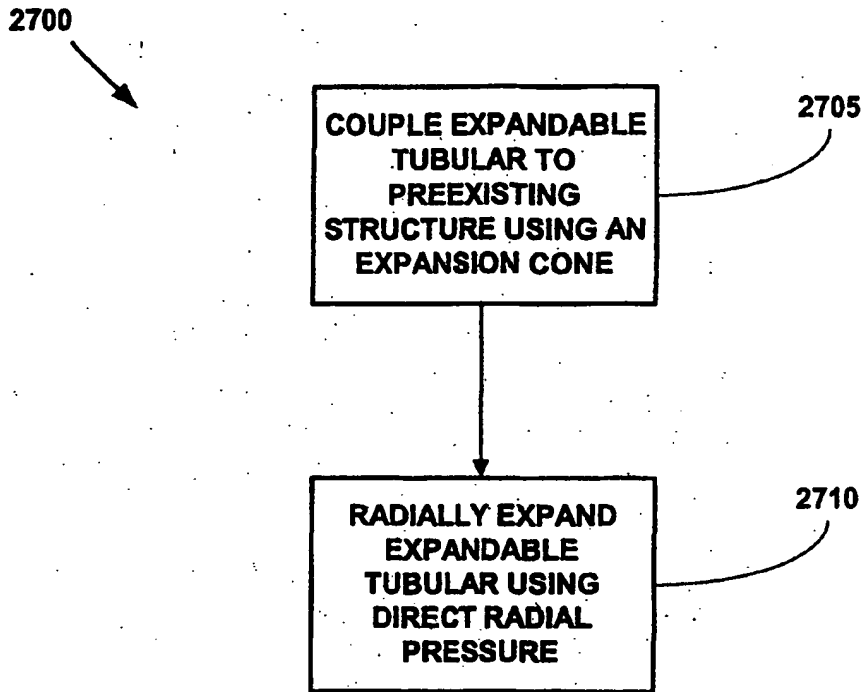 2700
COUPLE EXPANDABLE
TUBULAR TO
PREEXISTING
STRUCTURE USING AN
EXPANSION CONE
2705
RADIALLY EXPAND
EXPANDABLE
TUBULAR USING
DIRECT RADIAL
PRESSURE
2710